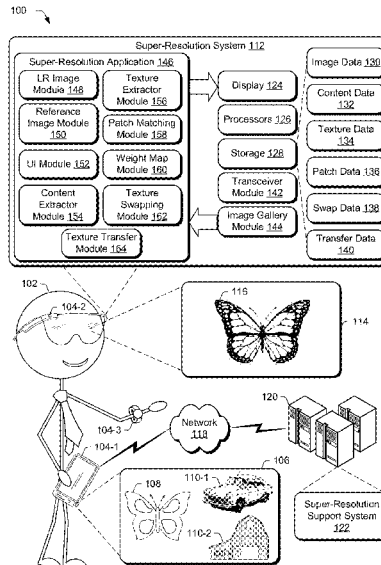 100
Super-Resolution System 112
Super-Resolution Application 146
LR Image
Module 148
Texture
Extractor
Module 156
Reference
Image Module
150
Patch Matching
Module 158
UI Module 152
Weight Map
Module 160
Content
Extractor
Module 154
Texture
Swapping
Module 162
Texture Transfer
Module 164
Display 124
Processors
126
Storage 128
Transceiver
Module 142
Image Gallery
Module 144
Image Data 130
Content Data
132
Texture Data
134
Patch Data 136
Swap Data 138
Transfer Data
140
102
104-2
116
114
104-3
104-1
Network
118
120
106
108
110-1
110-2
Super-Resolution
Support System
122